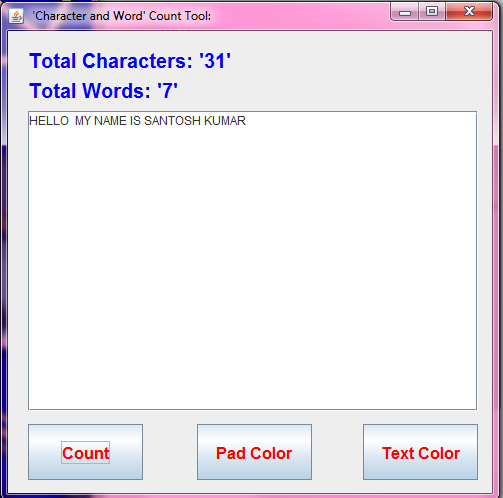 'Character and Word' Count Tool:
Total Characters: '31'
Total Words: '7'
HELLO  MY NAME IS SANTOSH KUMAR
Count Pad Color Text Color